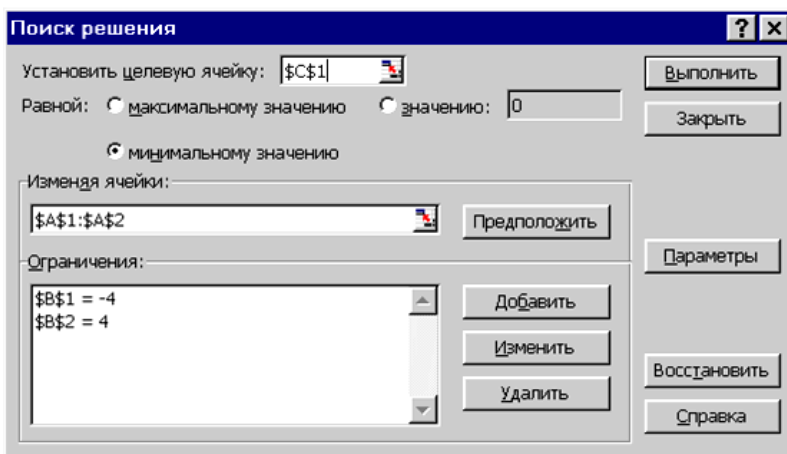 Поиск решения
Установить целевую ячейку: $C$1
Выполнить
Равной: максимальному значению значению: 0
Закрыть
минимальному значению
Изменяя ячейки:
$A$1:$A$2
Предположить
Параметры
Ограничения:
$B$1 = -4
$B$2 = 4
Добавить
Изменить
Удалить
Восстановить
Справка